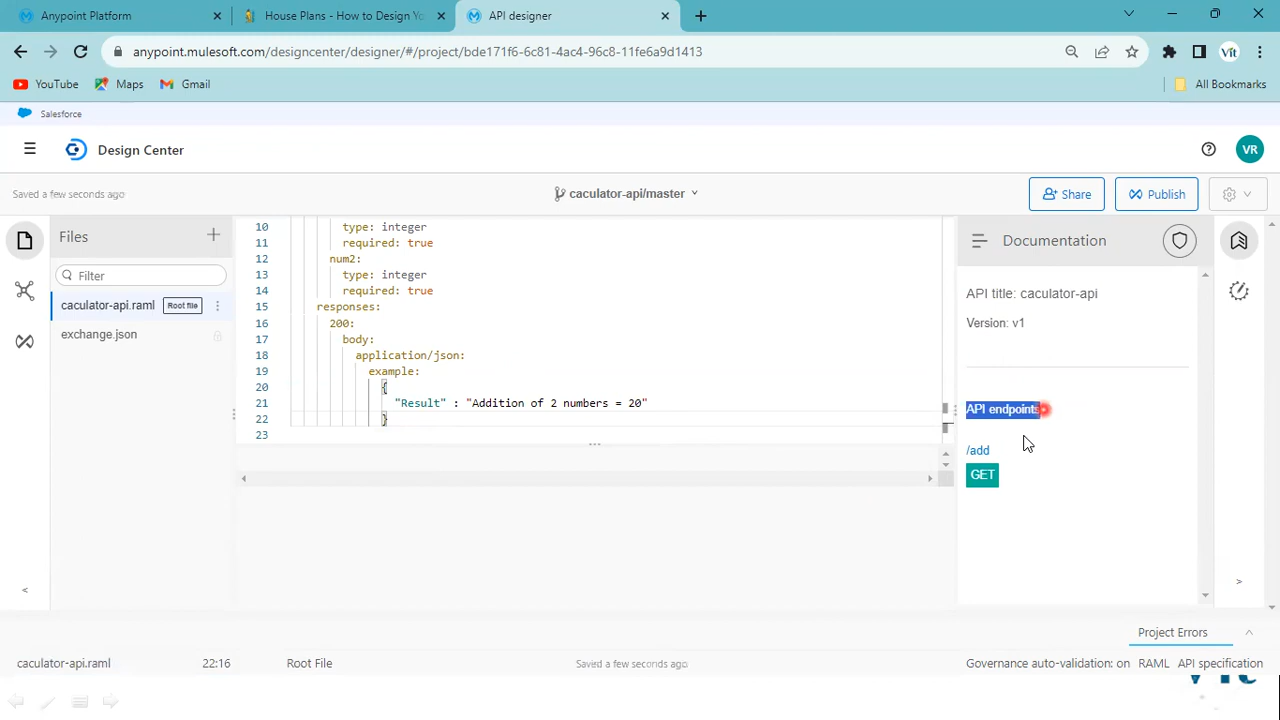 Anypoint Platform
House Plans - How to Design Yo
API designer
anypoint.mulesoft.com/designcenter/designer/#/project/bde171f6-6c81-4ac4-96c8-11fe6a9d1413
Vit
YouTube
Maps
Gmail
All Bookmarks
Salesforce
Design Center
VR
Saved a few seconds ago
caculator-api/master
Share
Publish
Files
Filter
caculator-api.raml
Root file
exchange.json
10 type: integer
11 required: true
12 num2:
13 type: integer
14 required: true
15 responses:
16 200:
17 body:
18 application/json:
19 example:
20 {
21 "Result" : "Addition of 2 numbers = 20"
22 }
23
Documentation
API title: caculator-api
Version: v1
API endpoints
/add
GET
Project Errors
caculator-api.raml
22:16
Root File
Saved a few seconds ago
Governance auto-validation: on
RAML
API specification